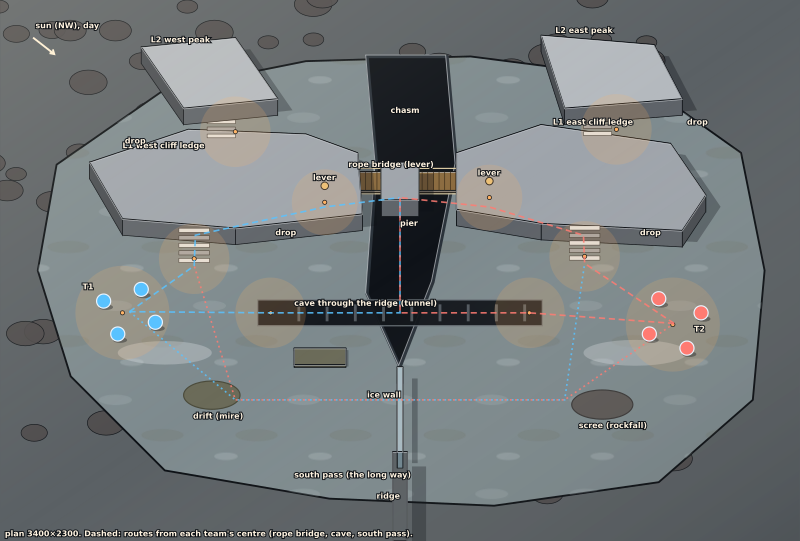 sun (NW), day
L2 west peak
L2 east peak
chasm
L1 east cliff ledge
drop
drop
L1 west cliff ledge
rope bridge (lever)
lever
lever
pier
drop
drop
T1
cave through the ridge (tunnel)
T2
ice wall
drift (mire)
scree (rockfall)
south pass (the long way)
ridge
plan 3400×2300. Dashed: routes from each team's centre (rope bridge, cave, south pass).